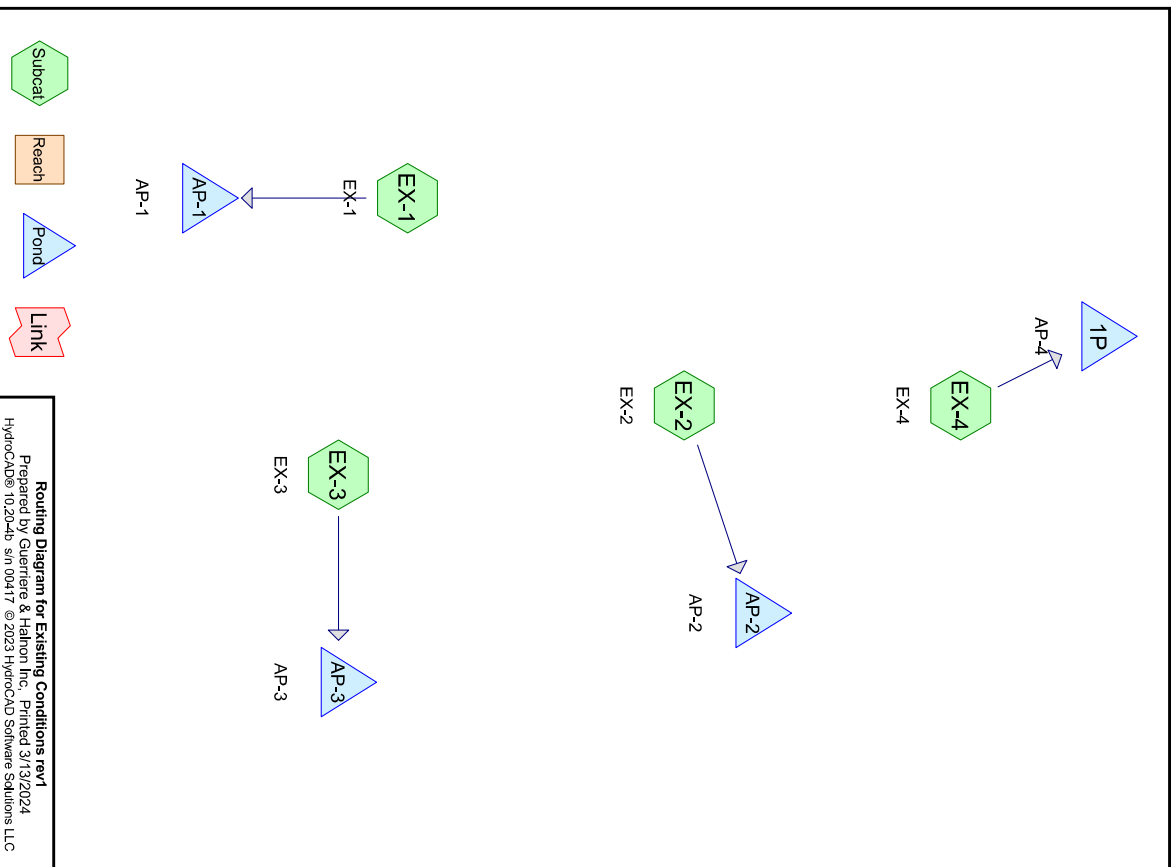 1P
AP-4
EX-4
EX-4
EX-2
EX-2
AP-2
AP-2
EX-1
EX-1
EX-3
EX-3
AP-3
AP-3
AP-1
AP-1
Subcat
Reach
Pond
Link
Routing Diagram for Existing Conditions rev1
Prepared by Guerriere & Halnon Inc, Printed 3/13/2024
HydroCAD® 10.20-4b s/n 00417 © 2023 HydroCAD Software Solutions LLC